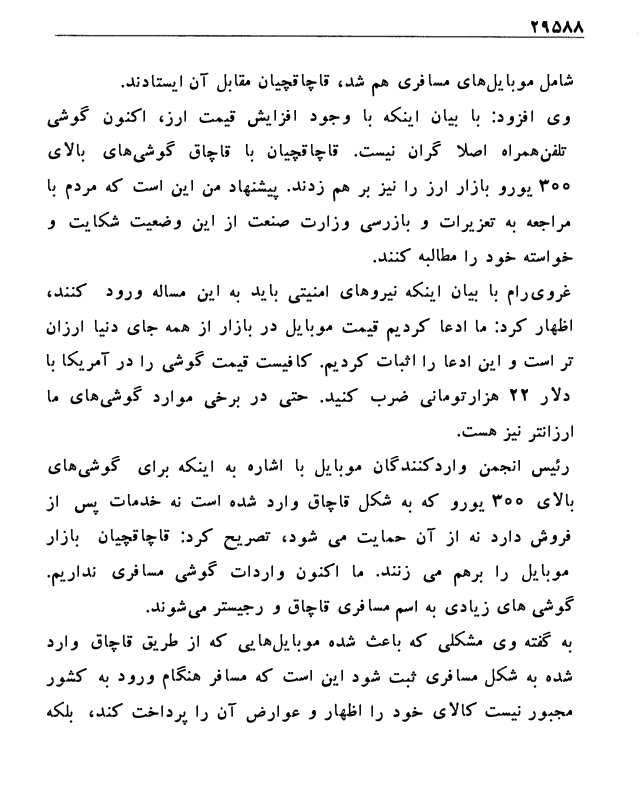 ۲۹۵۸۸
شامل موبایل‌های مسافری هم شد، قاچاقچیان مقابل آن ایستادند.
وی افزود: با بیان اینکه با وجود افزایش قیمت ارز، اکنون گوشی
تلفن‌همراه اصلا گران نیست. قاچاقچیان با قاچاق گوشی‌های بالای
۳۰۰ یورو بازار ارز را نیز بر هم زدند. پیشنهاد من این است که مردم با
مراجعه به تعزیرات و بازرسی وزارت صنعت از این وضعیت شکایت و
خواسته خود را مطالبه کنند.
غروی‌رام با بیان اینکه نیروهای امنیتی باید به این مساله ورود کنند،
اظهار کرد: ما ادعا کردیم قیمت موبایل در بازار از همه جای دنیا ارزان
تر است و این ادعا را اثبات کردیم. کافیست قیمت گوشی را در آمریکا با
دلار ۲۲ هزارتومانی ضرب کنید. حتی در برخی موارد گوشی‌های ما
ارزانتر نیز هست.
رئیس انجمن واردکنندگان موبایل با اشاره به اینکه برای گوشی‌های
بالای ۳۰۰ یورو که به شکل قاچاق وارد شده است نه خدمات پس از
فروش دارد نه از آن حمایت می شود، تصریح کرد: قاچاقچیان بازار
موبایل را برهم می زنند. ما اکنون واردات گوشی مسافری نداریم.
گوشی های زیادی به اسم مسافری قاچاق و رجیستر می‌شوند.
به گفته وی مشکلی که باعث شده موبایل‌هایی که از طریق قاچاق وارد
شده به شکل مسافری ثبت شود این است که مسافر هنگام ورود به کشور
مجبور نیست کالای خود را اظهار و عوارض آن را پرداخت کند، بلکه